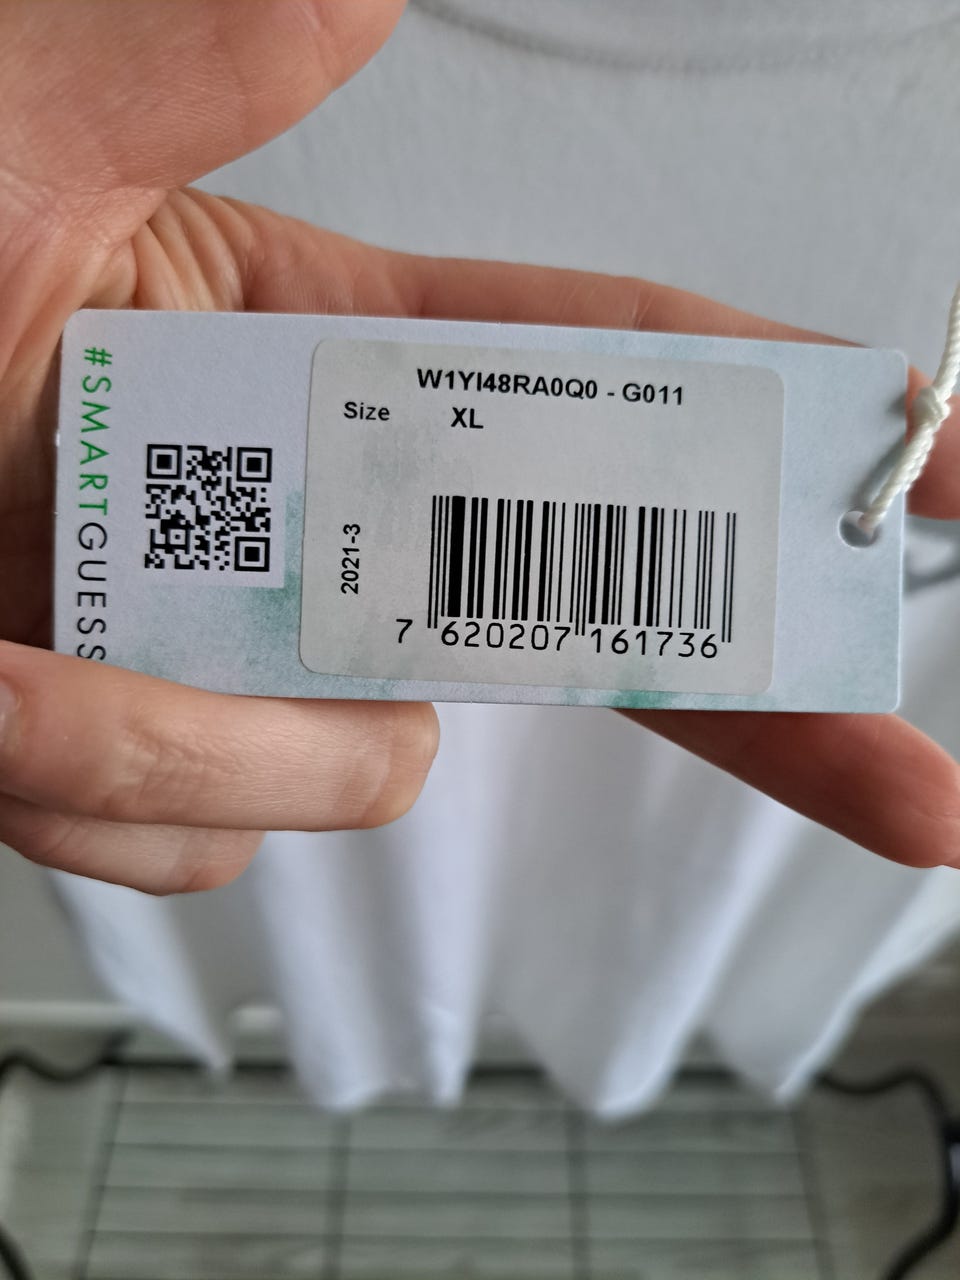 #SMARTGUESS
W1YI48RA0Q0 - G011
Size XL
2021-3
7 620207 161736